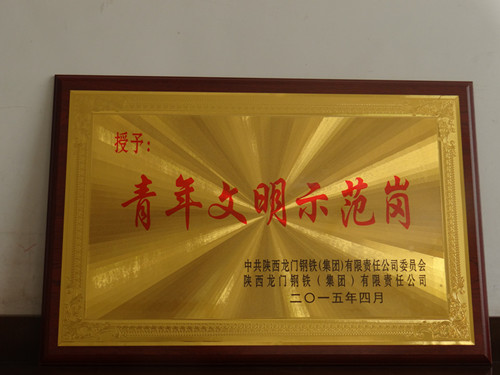 授予：
青年文明示范岗
中共陕西龙门钢铁(集团)有限责任公司委员会
陕西龙门钢铁（集团）有限责任公司
二〇一五年四月